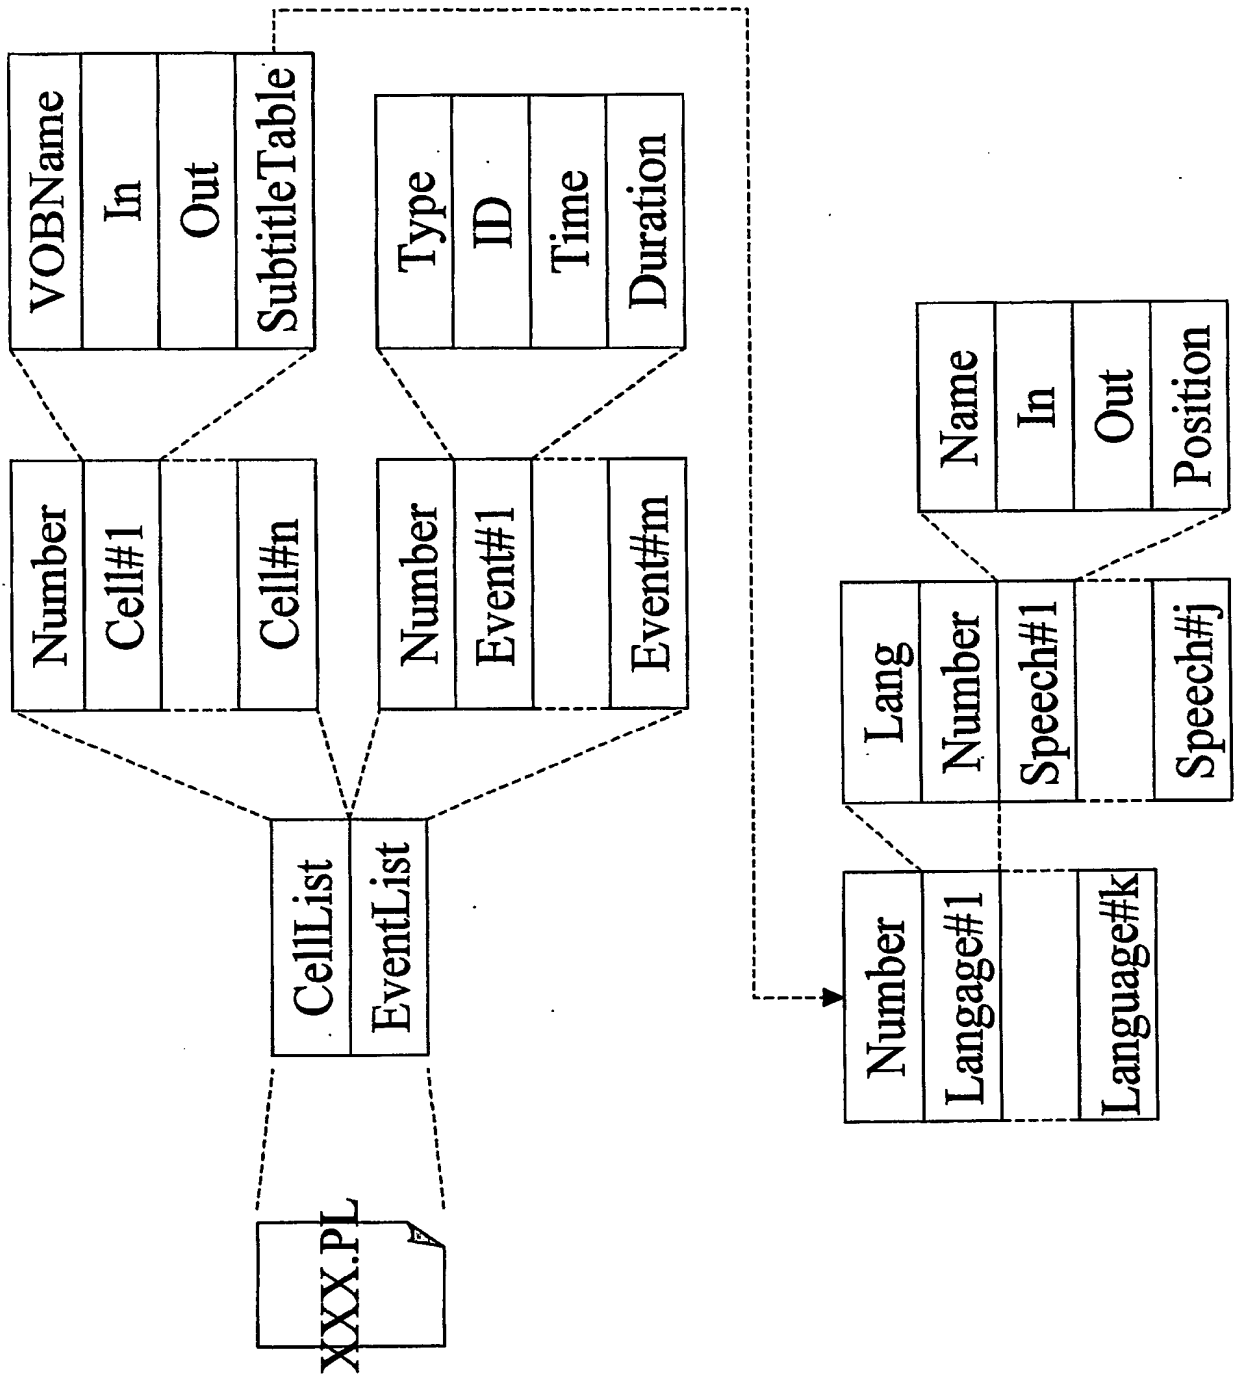 XXX.PL
CellList
EventList
Number
Cell#1
Cell#n
VOBName
In
Out
SubtitleTable
Number
Event#1
Event#m
Type
ID
Time
Duration
Number
Langage#1
Language#k
Lang
Number
Speech#1
Speech#j
Name
In
Out
Position